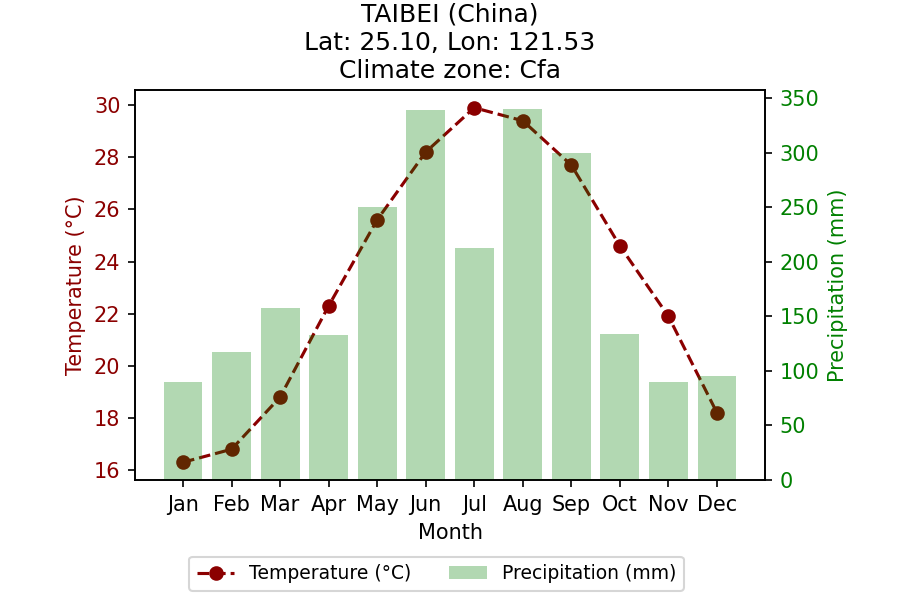 TAIBEI (China)
Lat: 25.10, Lon: 121.53
Climate zone: Cfa
Temperature (°C)
30
28
26
24
22
20
18
16
350
300
250
200
150
100
50
0
Precipitation (mm)
Jan Feb Mar Apr May Jun Jul Aug Sep Oct Nov Dec
Month
Temperature (°C) Precipitation (mm)